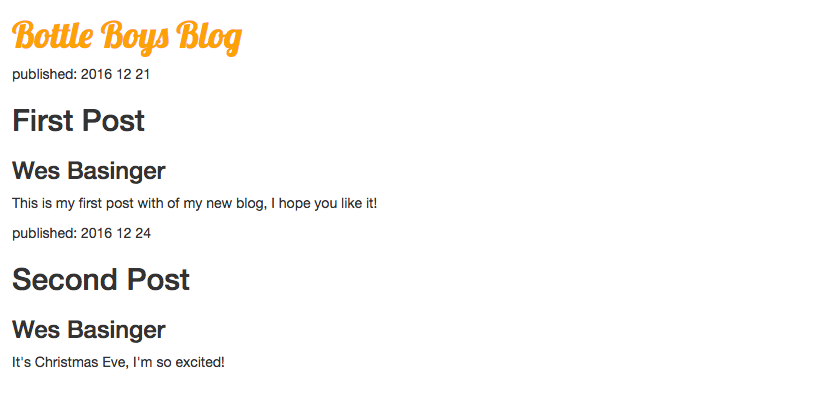 Bottle Boys Blog
published: 2016 12 21
First Post
Wes Basinger
This is my first post with of my new blog, I hope you like it!
published: 2016 12 24
Second Post
Wes Basinger
It's Christmas Eve, I'm so excited!